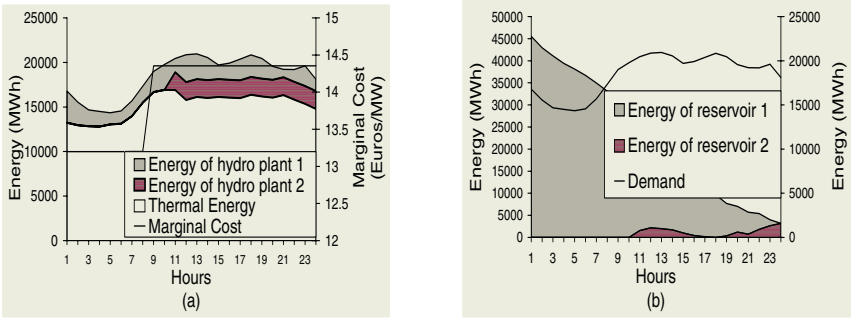 25000
20000
15000
10000
5000
0
Energy (MWh)
15
14.5
14
13.5
13
12.5
12
Marginal Cost
(Euros/MW)
Energy of hydro plant 1
Energy of hydro plant 2
Thermal Energy
Marginal Cost
1 3 5 7 9 11 13 15 17 19 21 23
Hours
(a)
50000
45000
40000
35000
30000
25000
20000
15000
10000
5000
0
Energy (MWh)
25000
20000
15000
10000
5000
0
Energy (MWh)
Energy of reservoir 1
Energy of reservoir 2
Demand
1 3 5 7 9 11 13 15 17 19 21 23
Hours
(b)